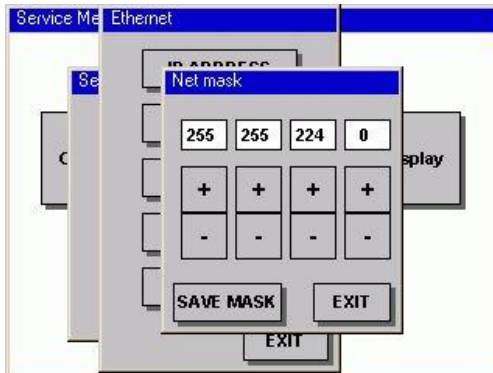 Service Me
Ethernet
IP ADDRESS
Se
Net mask
255 255 224 0
C
splay
+ + + +
- - - -
SAVE MASK EXIT
EXIT